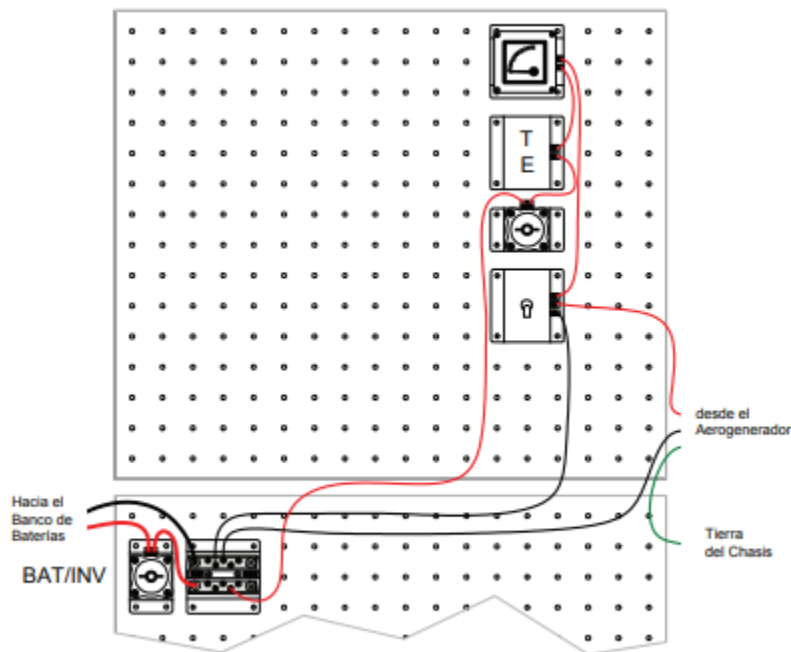 T
E
desde el
Aerogenerador
Hacia el
Banco de
Baterías
Tierra
del Chasis
BAT/INV